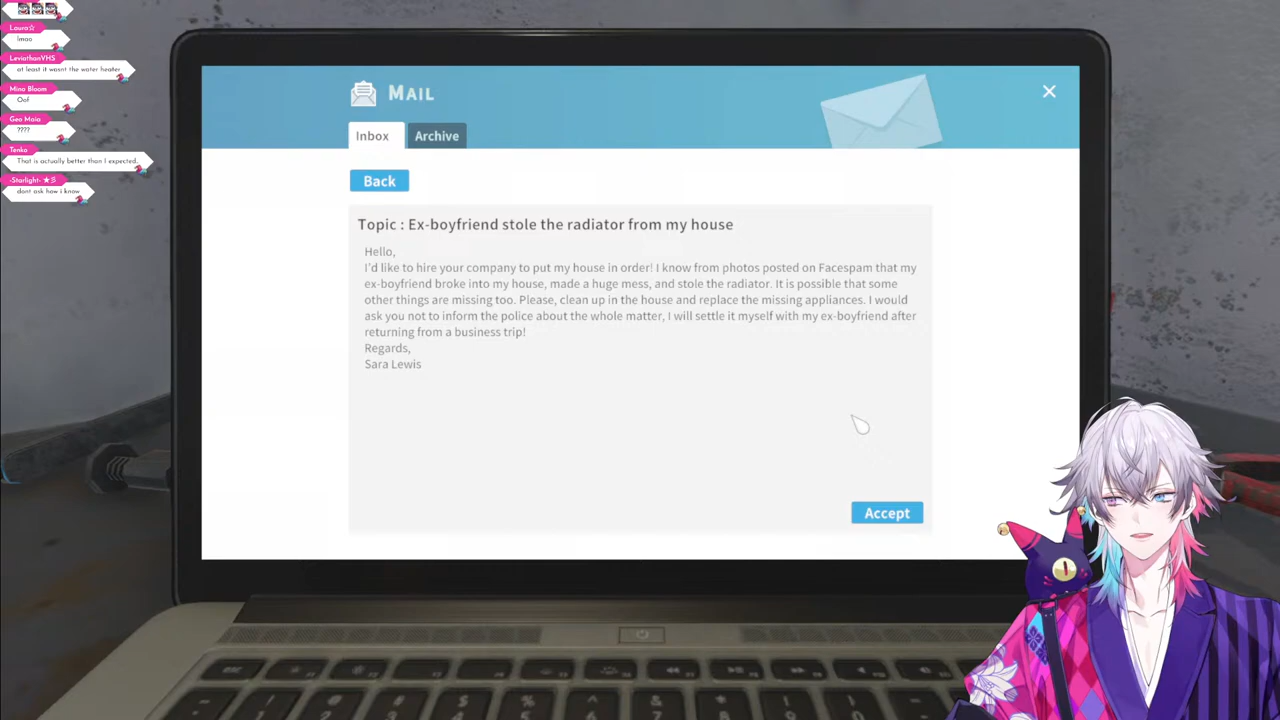 Laura☆
lmao
LeviathanVHS
at least it wasnt the water heater
Mina Bloom
Oof
Geo Maia
????
Tenko
That is actually better than I expected.
-Starlight- ★彡
dont ask how i know
MAIL
Inbox
Archive
Back
Topic : Ex-boyfriend stole the radiator from my house
Hello,
I'd like to hire your company to put my house in order! I know from photos posted on Facespam that my
ex-boyfriend broke into my house, made a huge mess, and stole the radiator. It is possible that some
other things are missing too. Please, clean up in the house and replace the missing appliances. I would
ask you not to inform the police about the whole matter, I will settle it myself with my ex-boyfriend after
returning from a business trip!
Regards,
Sara Lewis
Accept